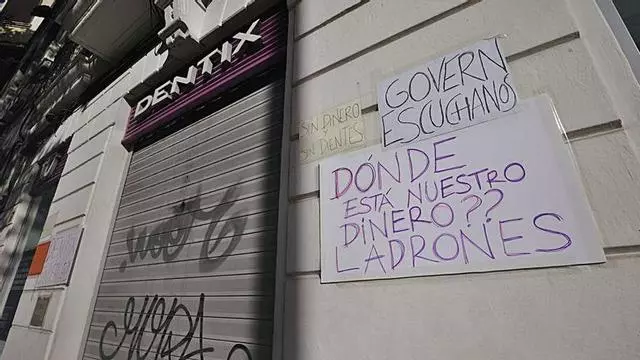 DENTIX
SIN DINERO
SIN DIENTES
GOVERN
ESCUCHANOS
DÓNDE
ESTÁ NUESTRO
DINERO??
LADRONES